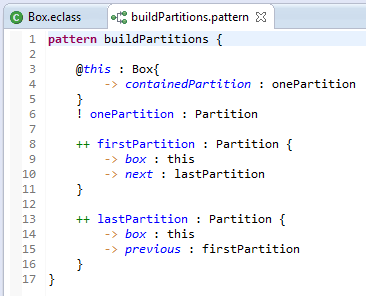 Box.eclass buildPartitions.pattern
1 pattern buildPartitions {
2
3 @this : Box{
4 -> containedPartition : onePartition
5 }
6 ! onePartition : Partition
7
8 ++ firstPartition : Partition {
9 -> box : this
10 -> next : lastPartition
11 }
12
13 ++ lastPartition : Partition {
14 -> box : this
15 -> previous : firstPartition
16 }
17 }